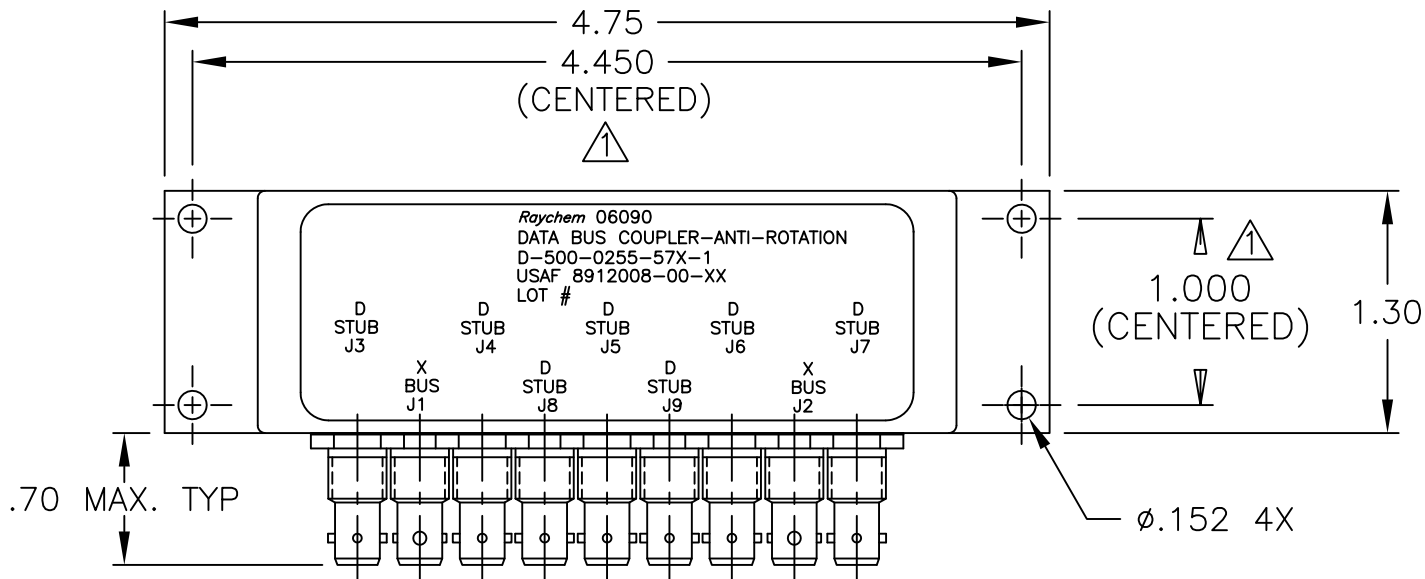 4.75
4.450
(CENTERED)
1
Raychem 06090
DATA BUS COUPLER-ANTI-ROTATION
D-500-0255-57X-1
USAF 8912008-00-XX
LOT #
D STUB J3
D STUB J4
D STUB J5
D STUB J6
D STUB J7
X BUS J1
D STUB J8
D STUB J9
X BUS J2
1
1.000
(CENTERED)
1.30
.70 MAX. TYP
ø.152 4X